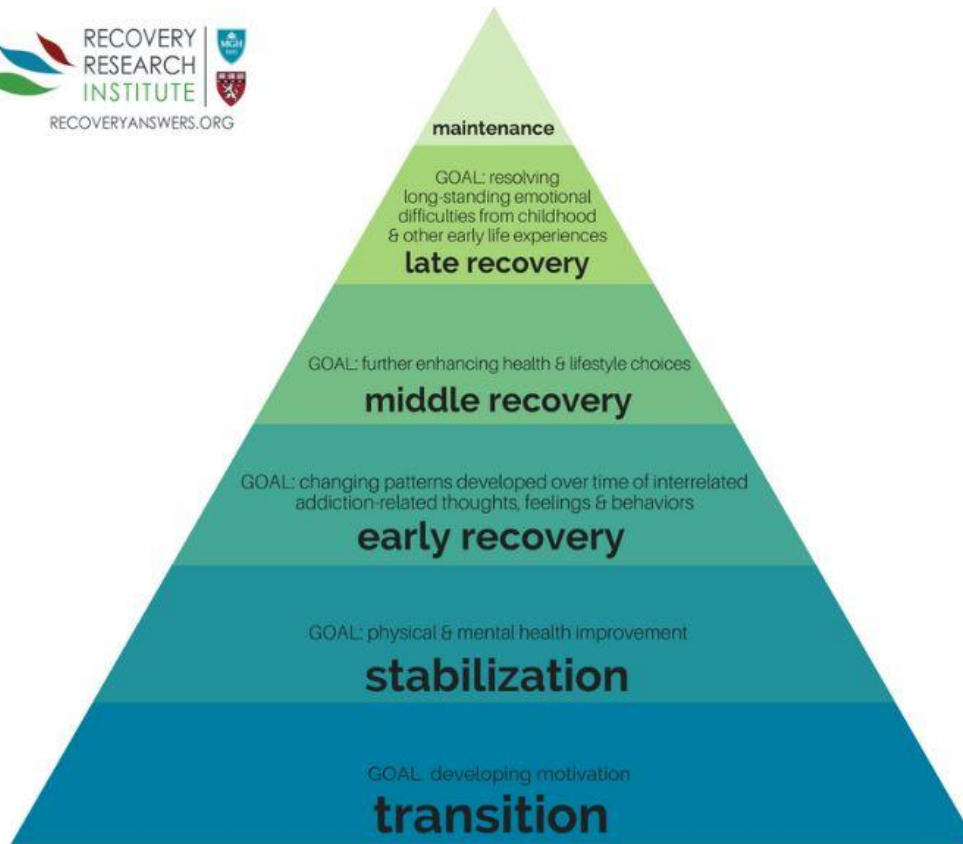 RECOVERY
RESEARCH
INSTITUTE
MGH
1811
RECOVERYANSWERS.ORG
maintenance
GOAL: resolving
long-standing emotional
difficulties from childhood
& other early life experiences
late recovery
GOAL: further enhancing health & lifestyle choices
middle recovery
GOAL: changing patterns developed over time of interrelated
addiction-related thoughts, feelings & behaviors
early recovery
GOAL: physical & mental health improvement
stabilization
GOAL: developing motivation
transition